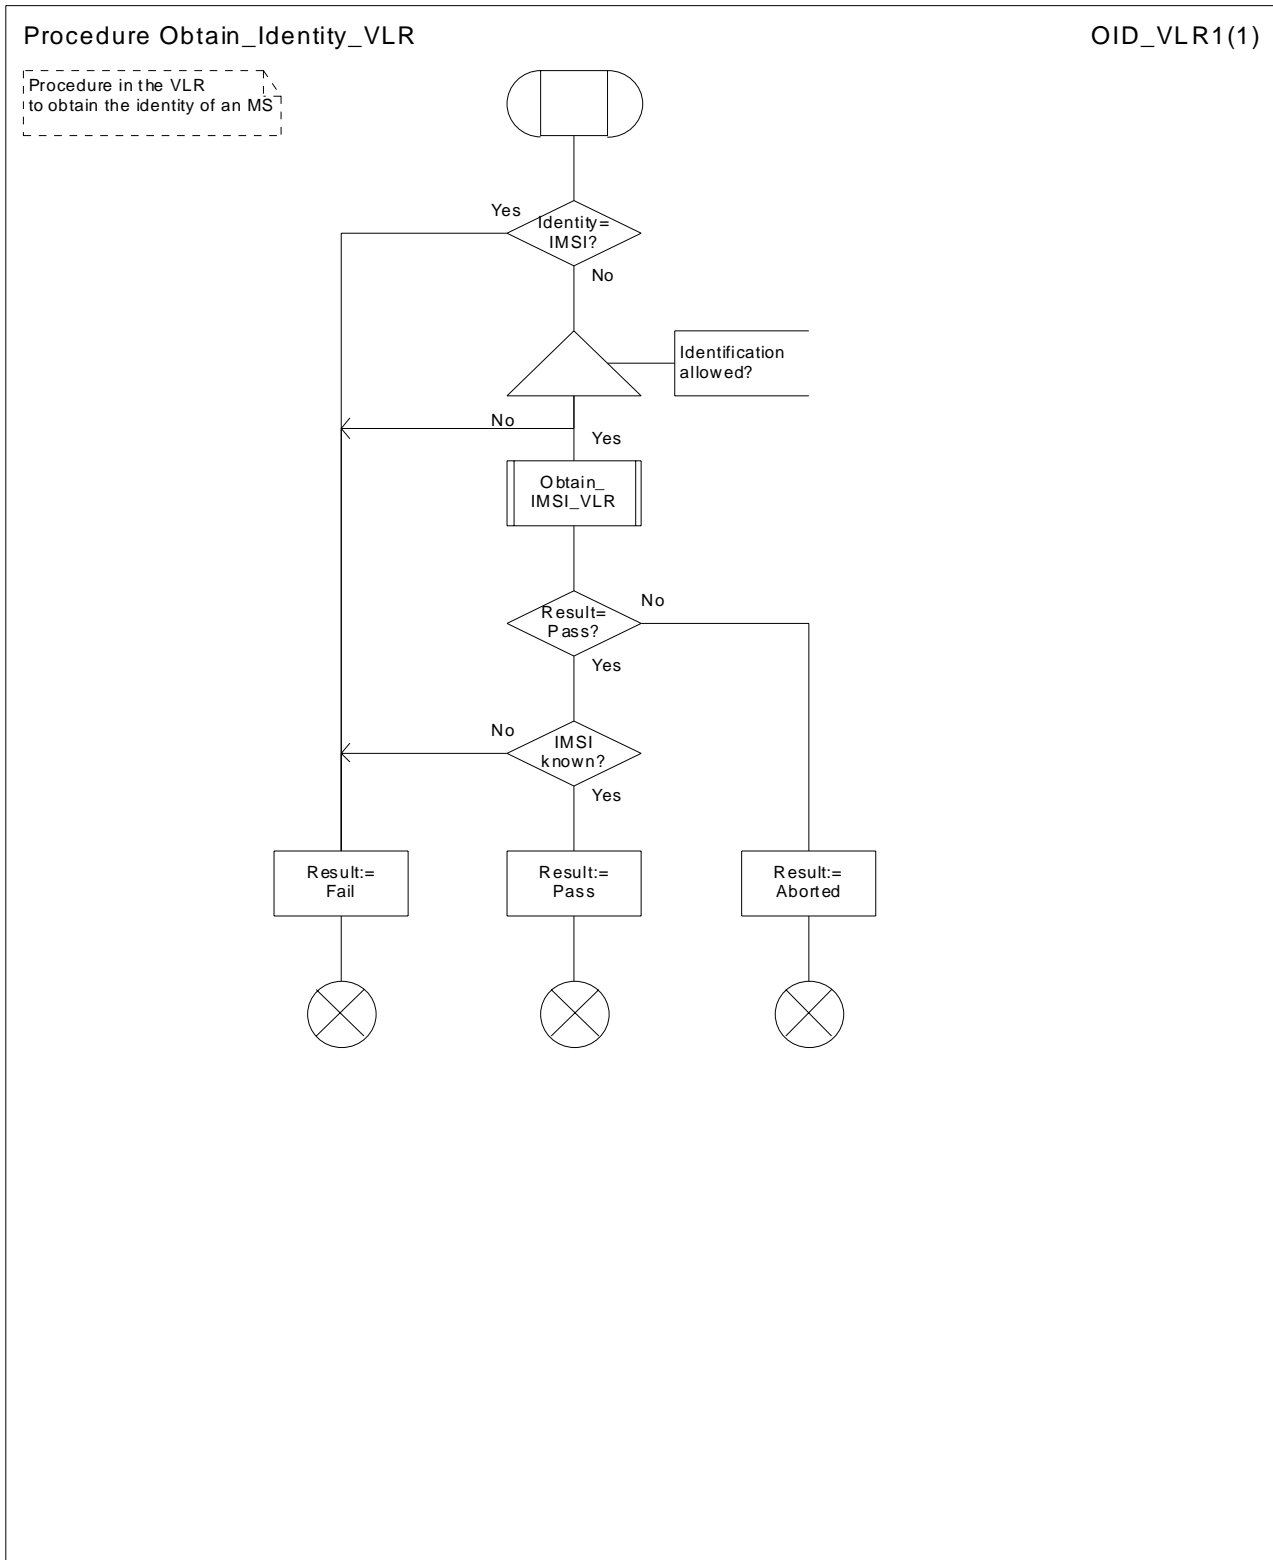 Procedure Obtain_Identity_VLR
OID_VLR1(1)
Procedure in the VLR
to obtain the identity of an MS
Yes
Identity=
IMSI?
No
Identification
allowed?
No
Yes
Obtain_
IMSI_VLR
No
Result=
Pass?
Yes
No
IMSI
known?
Yes
Result:=
Fail
Result:=
Pass
Result:=
Aborted